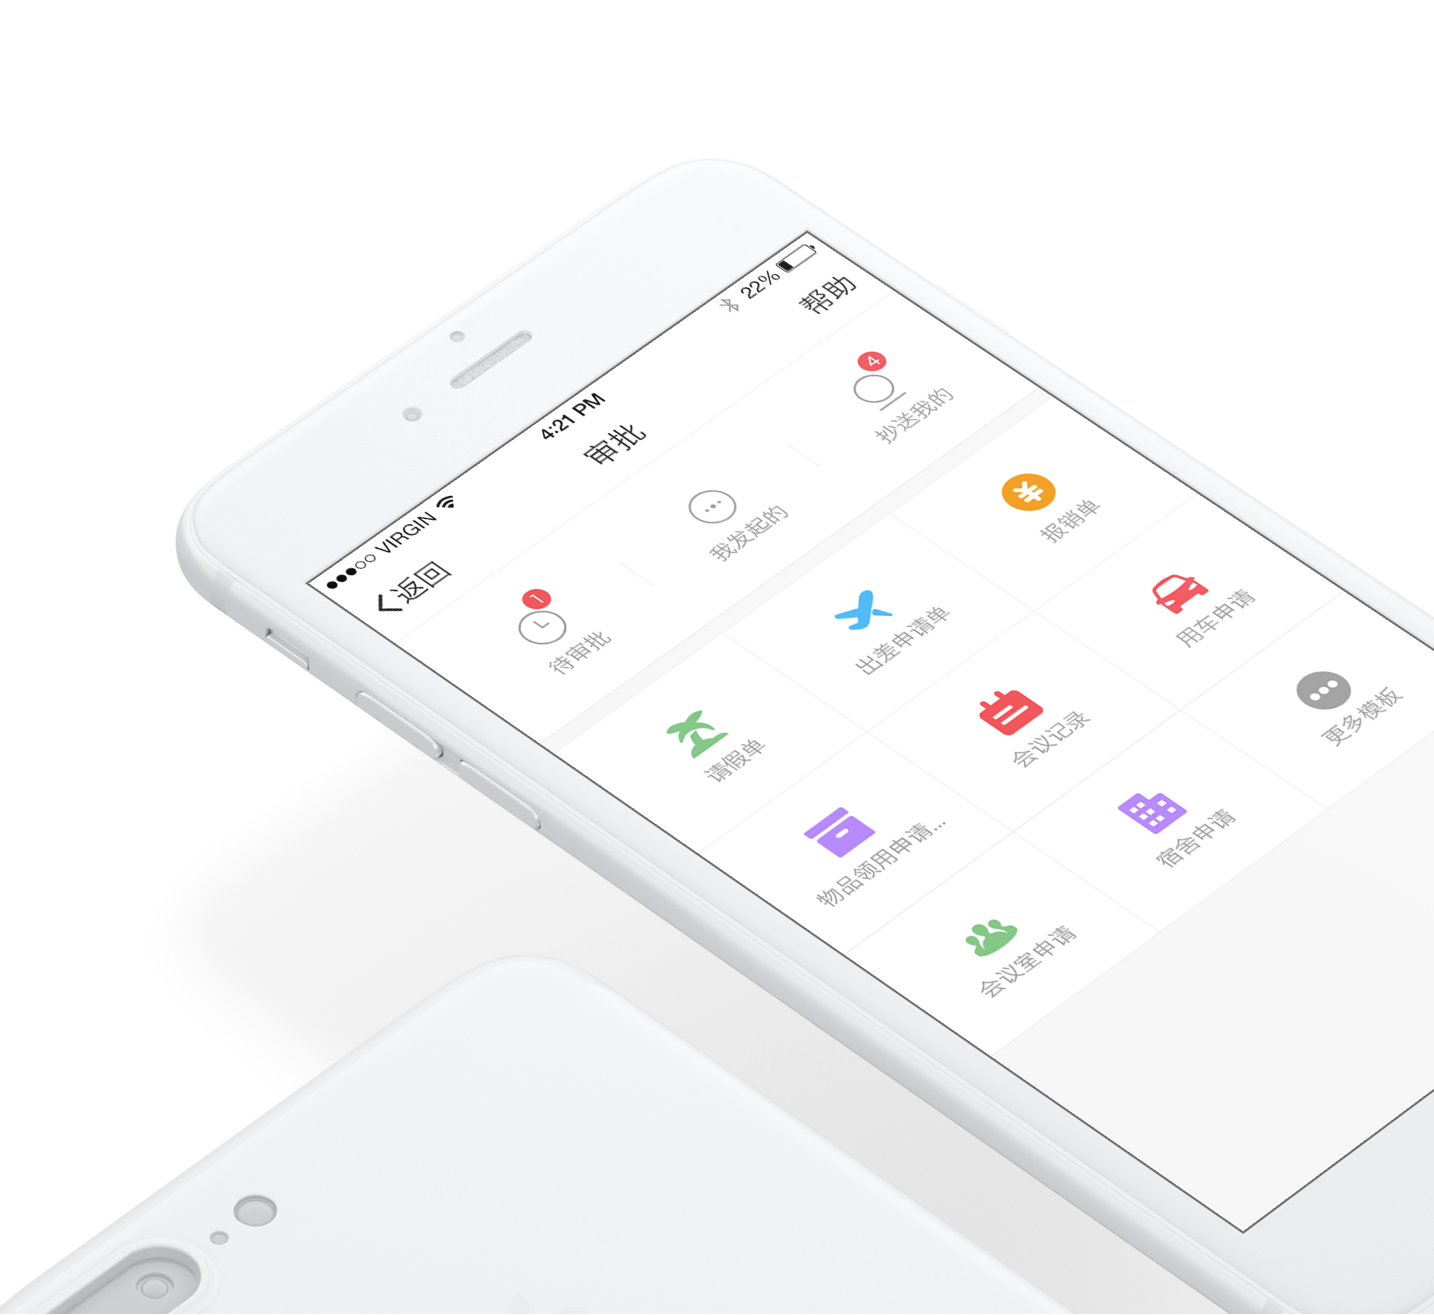 VIRGIN
4:21 PM
22%
返回
审批
帮助
1
待审批
我发起的
4
抄送我的
请假单
出差申请单
报销单
物品领用申请...
会议记录
用车申请
会议室申请
宿舍申请
更多模板